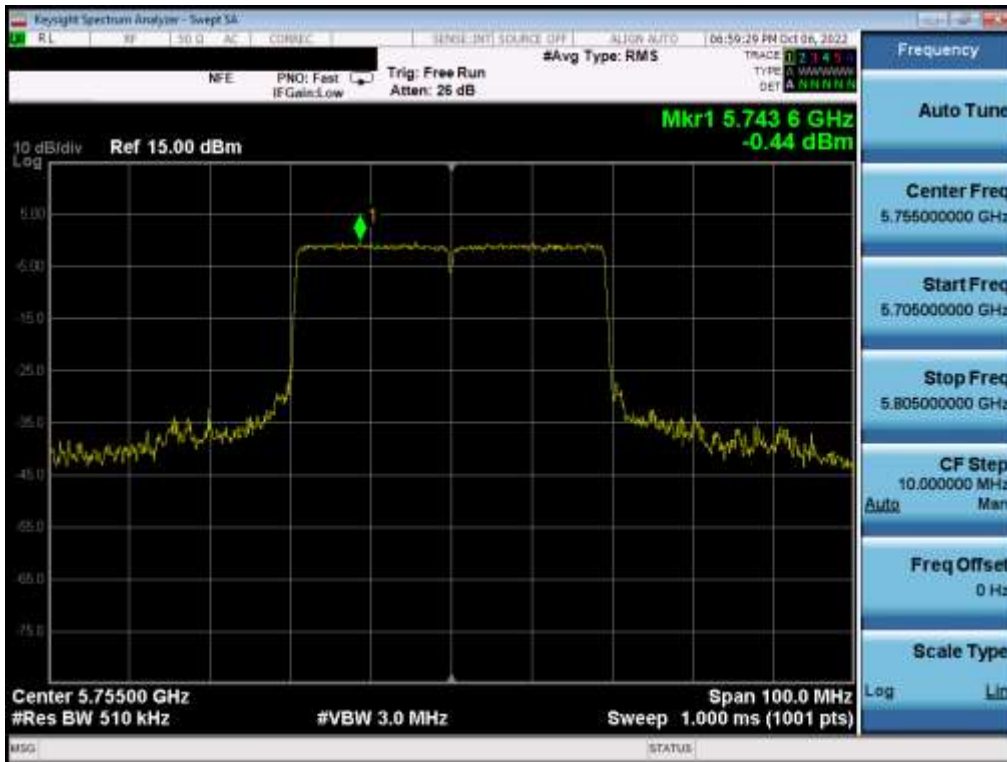 Keysight Spectrum Analyzer - Swept SA
RL RF 50 Ω AC CORREC SENSE:INT SOURCE OFF ALIGN AUTO 06:59:29 PM Oct 06, 2022
#Avg Type: RMS
TRACE 1 2 3 4 5 6
NFE PNO: Fast Trig: Free Run
TYPE A WWWWW
IFGain:Low Atten: 26 dB
DET A N N N N N
Mkr1 5.743 6 GHz
-0.44 dBm
10 dB/div Ref 15.00 dBm
Log
1
5.00
-5.00
-15.0
-25.0
-35.0
-45.0
-55.0
-65.0
-75.0
Center 5.75500 GHz Span 100.0 MHz
#Res BW 510 kHz #VBW 3.0 MHz Sweep 1.000 ms (1001 pts)
MSG STATUS
Frequency
Auto Tune
Center Freq
5.755000000 GHz
Start Freq
5.705000000 GHz
Stop Freq
5.805000000 GHz
CF Step
10.000000 MHz
Auto Man
Freq Offset
0 Hz
Scale Type
Log Lin